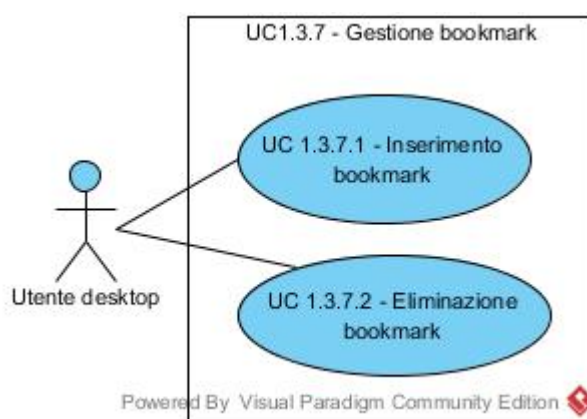 UC1.3.7 - Gestione bookmark
UC 1.3.7.1 - Inserimento
bookmark
Utente desktop
UC 1.3.7.2 - Eliminazione
bookmark
Powered By Visual Paradigm Community Edition